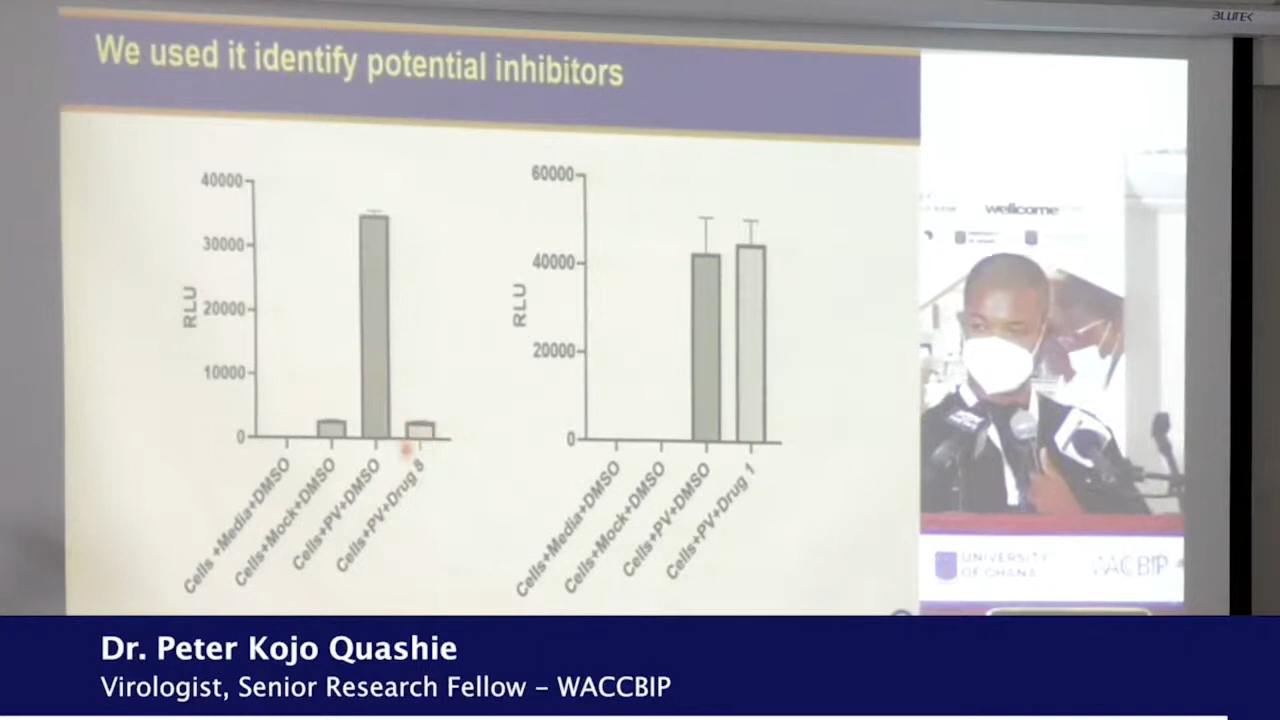 BLUTEK
We used it identify potential inhibitors
40000
30000
20000
10000
0
RLU
Cells +Media+DMSO
Cells+Mock+DMSO
Cells+PV+DMSO
Cells+PV+Drug 8
60000
40000
20000
0
RLU
Cells+Media+DMSO
Cells+Mock+DMSO
Cells+PV+DMSO
Cells+PV+Drug 1
wellcome
UNIVERSITY
OF GHANA
WACCBIP
Dr. Peter Kojo Quashie
Virologist, Senior Research Fellow – WACCBIP